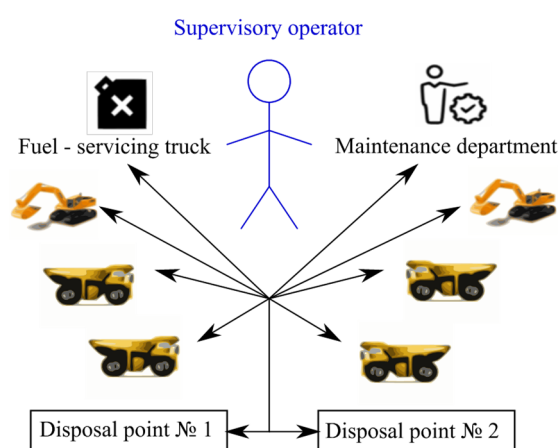 Supervisory operator
Fuel - servicing truck
Maintenance department
Disposal point № 1
Disposal point № 2